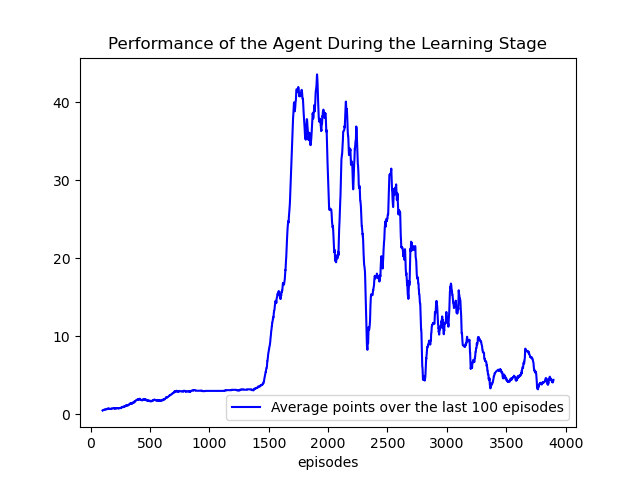 Performance of the Agent During the Learning Stage
40
30
20
10
0
Average points over the last 100 episodes
0 500 1000 1500 2000 2500 3000 3500 4000
episodes